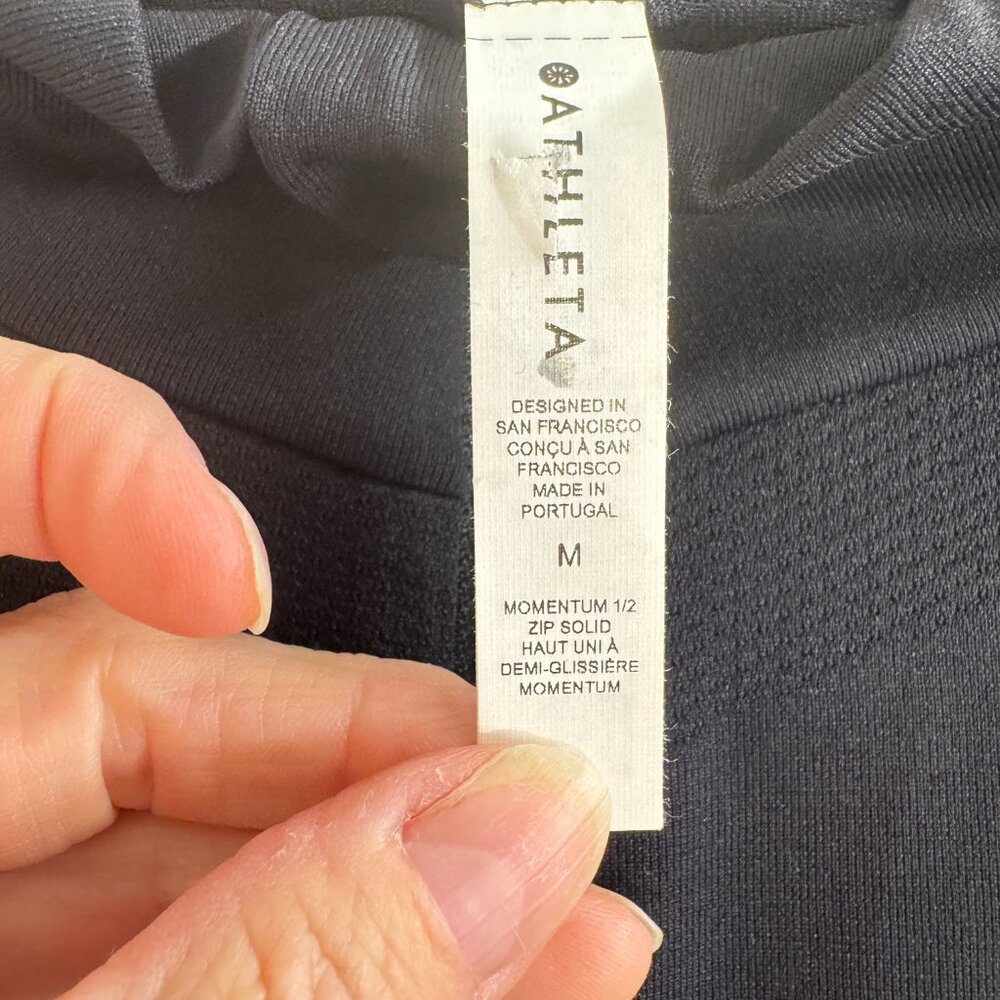 ATHLETA
DESIGNED IN
SAN FRANCISCO
CONÇU À SAN
FRANCISCO
MADE IN
PORTUGAL
M
MOMENTUM 1/2
ZIP SOLID
HAUT UNI À
DEMI-GLISSIÈRE
MOMENTUM